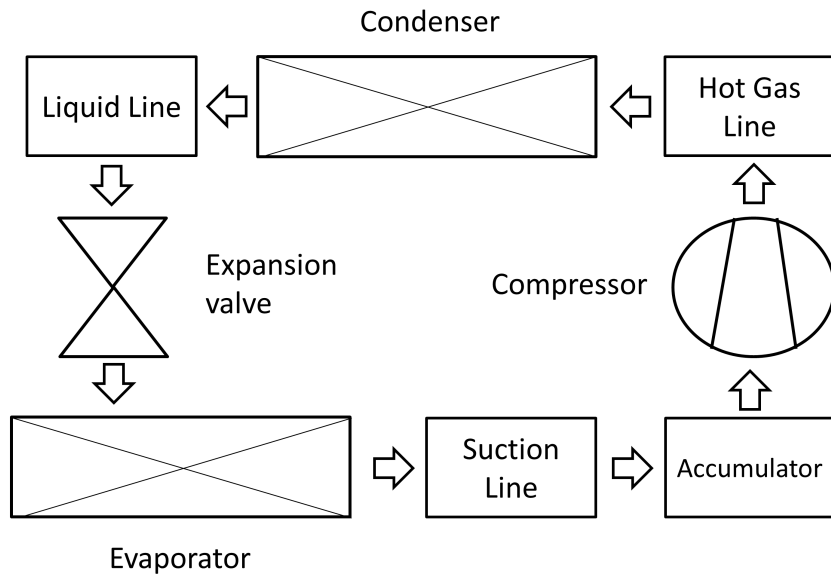 Condenser
Liquid Line
Hot Gas
Line
Expansion
valve
Compressor
Suction
Line
Accumulator
Evaporator